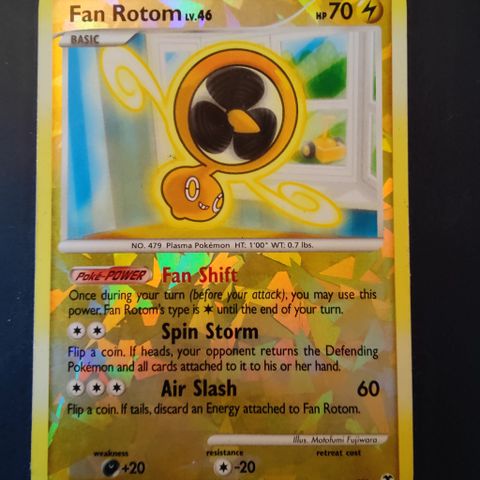 Fan Rotom LV.46 HP 70
BASIC
NO. 479 Plasma Pokémon HT: 1'00" WT: 0.7 lbs.
Poké-POWER Fan Shift
Once during your turn (before your attack), you may use this
power. Fan Rotom's type is until the end of your turn.
Spin Storm
Flip a coin. If heads, your opponent returns the Defending
Pokémon and all cards attached to it to his or her hand.
Air Slash 60
Flip a coin. If tails, discard an Energy attached to Fan Rotom.
Illus. Motofumi Fujiwara
weakness resistance retreat cost
+20 -20